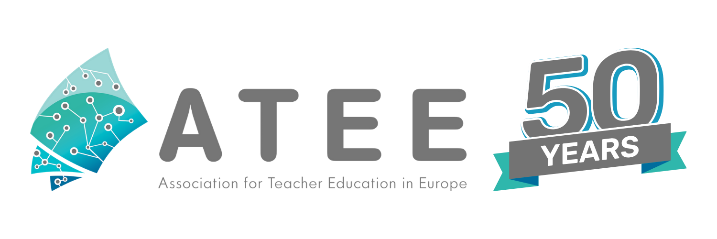 ATEE
Association for Teacher Education in Europe
50
YEARS